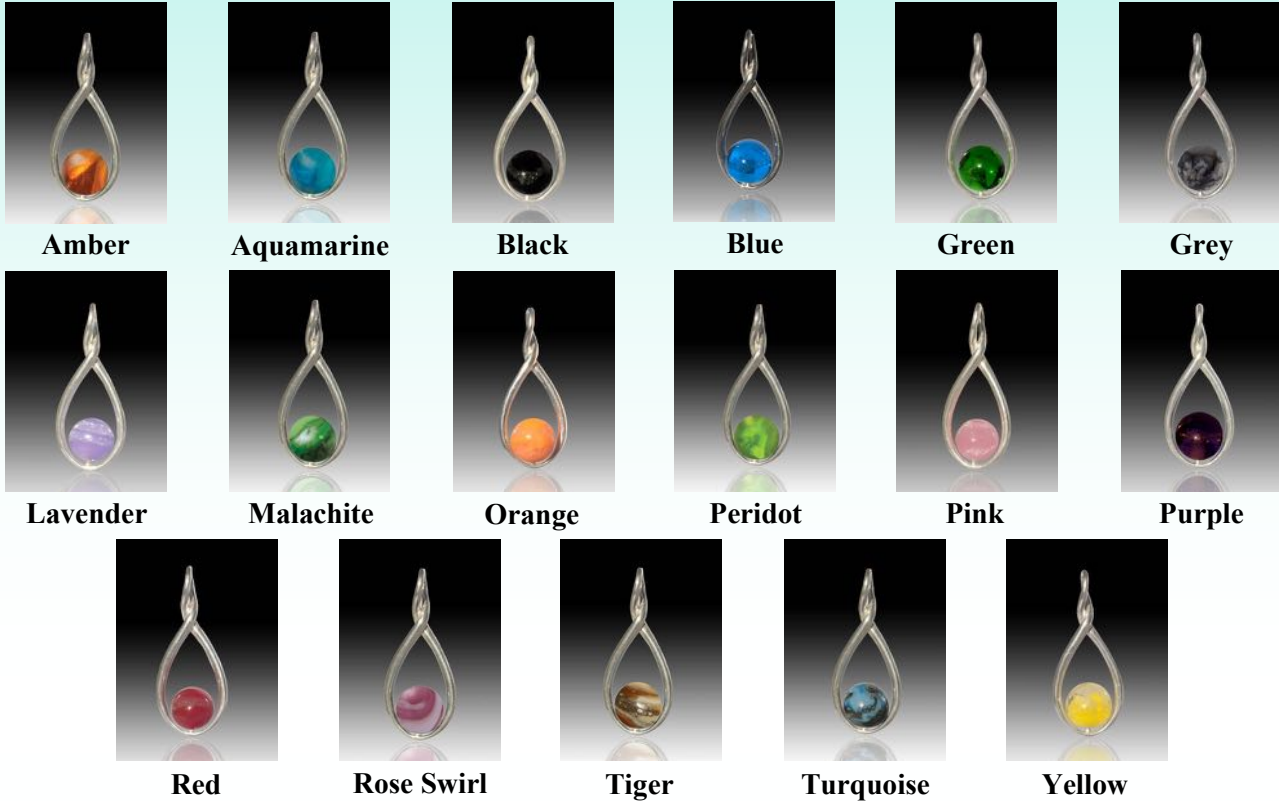 Amber Aquamarine Black Blue Green Grey
Lavender Malachite Orange Peridot Pink Purple
Red Rose Swirl Tiger Turquoise Yellow